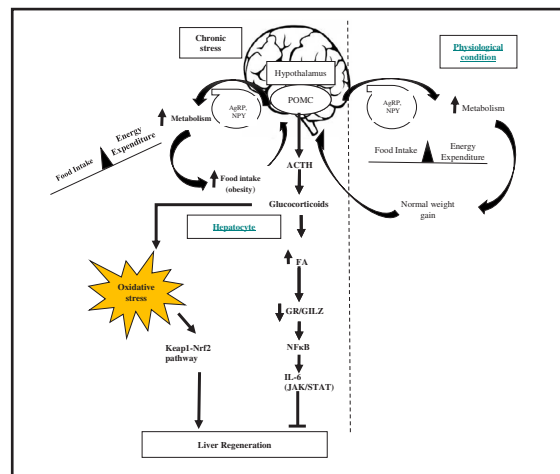 Chronic
stress
Physiological
condition
Hypothalamus
POMC
AgRP,
NPY
AgRP,
NPY
Metabolism
Metabolism
Food Intake
Energy
Expenditure
Food Intake
Energy
Expenditure
ACTH
Food intake
(obesity)
Glucocorticoids
Normal weight
gain
Hepatocyte
FA
Oxidative
stress
GR/GILZ
Keap1-Nrf2
pathway
NFκB
IL-6
(JAK/STAT)
Liver Regeneration